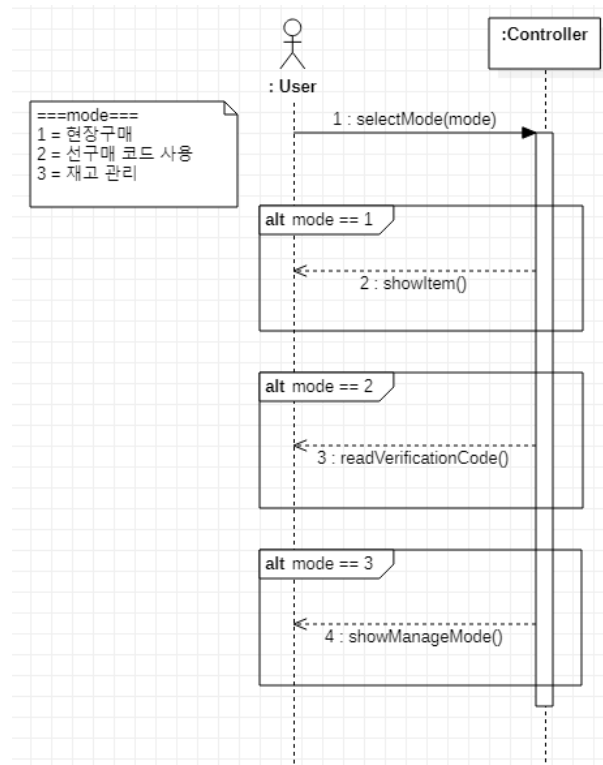 :Controller
: User
===mode===
1 = 현장구매
2 = 선구매 코드 사용
3 = 재고 관리
1 : selectMode(mode)
alt mode == 1
2 : showItem()
alt mode == 2
3 : readVerificationCode()
alt mode == 3
4 : showManageMode()